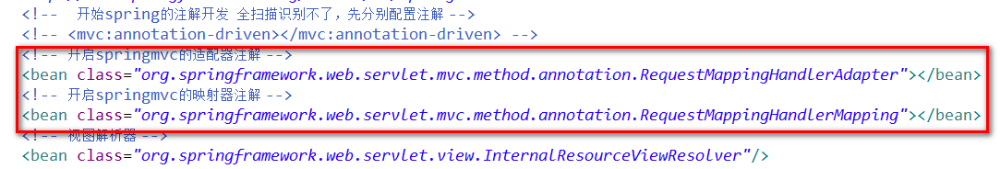 <!--  开始spring的注解开发 全扫描识别不了，先分别配置注解 -->
<!-- <mvc:annotation-driven></mvc:annotation-driven> -->
<!-- 开启springmvc的适配器注解 -->
<bean class="org.springframework.web.servlet.mvc.method.annotation.RequestMappingHandlerAdapter"></bean>
<!-- 开启springmvc的映射器注解 -->
<bean class="org.springframework.web.servlet.mvc.method.annotation.RequestMappingHandlerMapping"></bean>
<!-- 视图解析器 -->
<bean class="org.springframework.web.servlet.view.InternalResourceViewResolver"/>